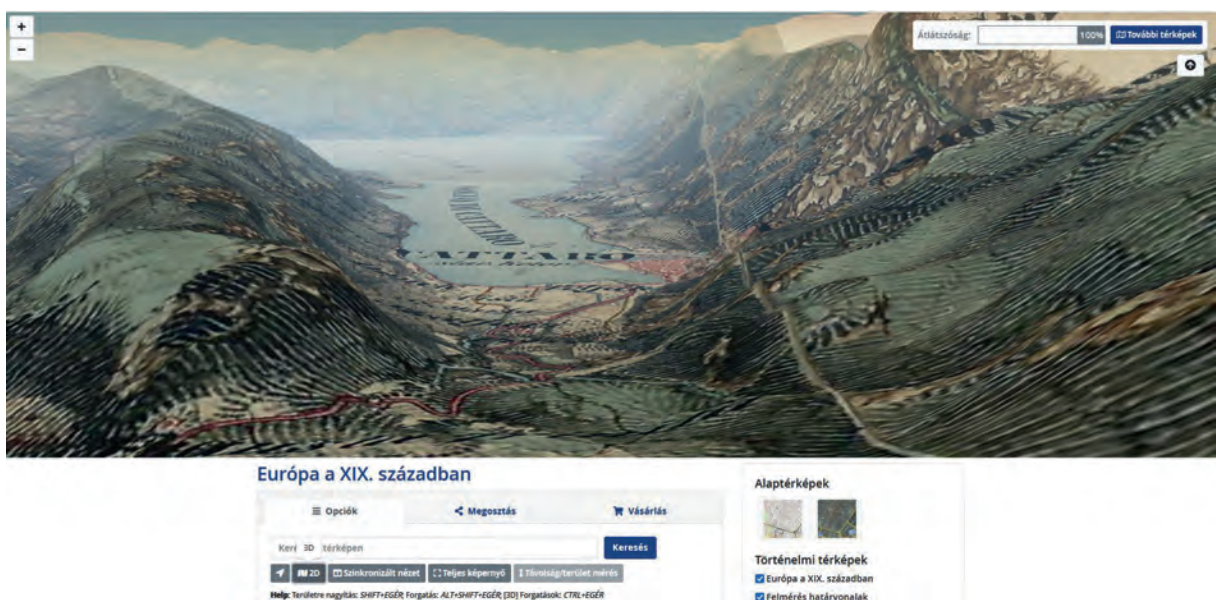 +
−
Átlátszóság: 100% További térképek
CATTARO
Európa a XIX. században
Opciók Megosztás Vásárlás
3D térképen Keresés
2D Szinkronizált nézet Teljes képernyő Távolság/terület mérés
Help: Területre nagyítás: SHIFT+EGÉR; Forgatás: ALT+SHIFT+EGÉR; [3D] Forgatások: CTRL+EGÉR
Alaptérképek
Történelmi térképek
Európa a XIX. században
Felmérés határvonalak